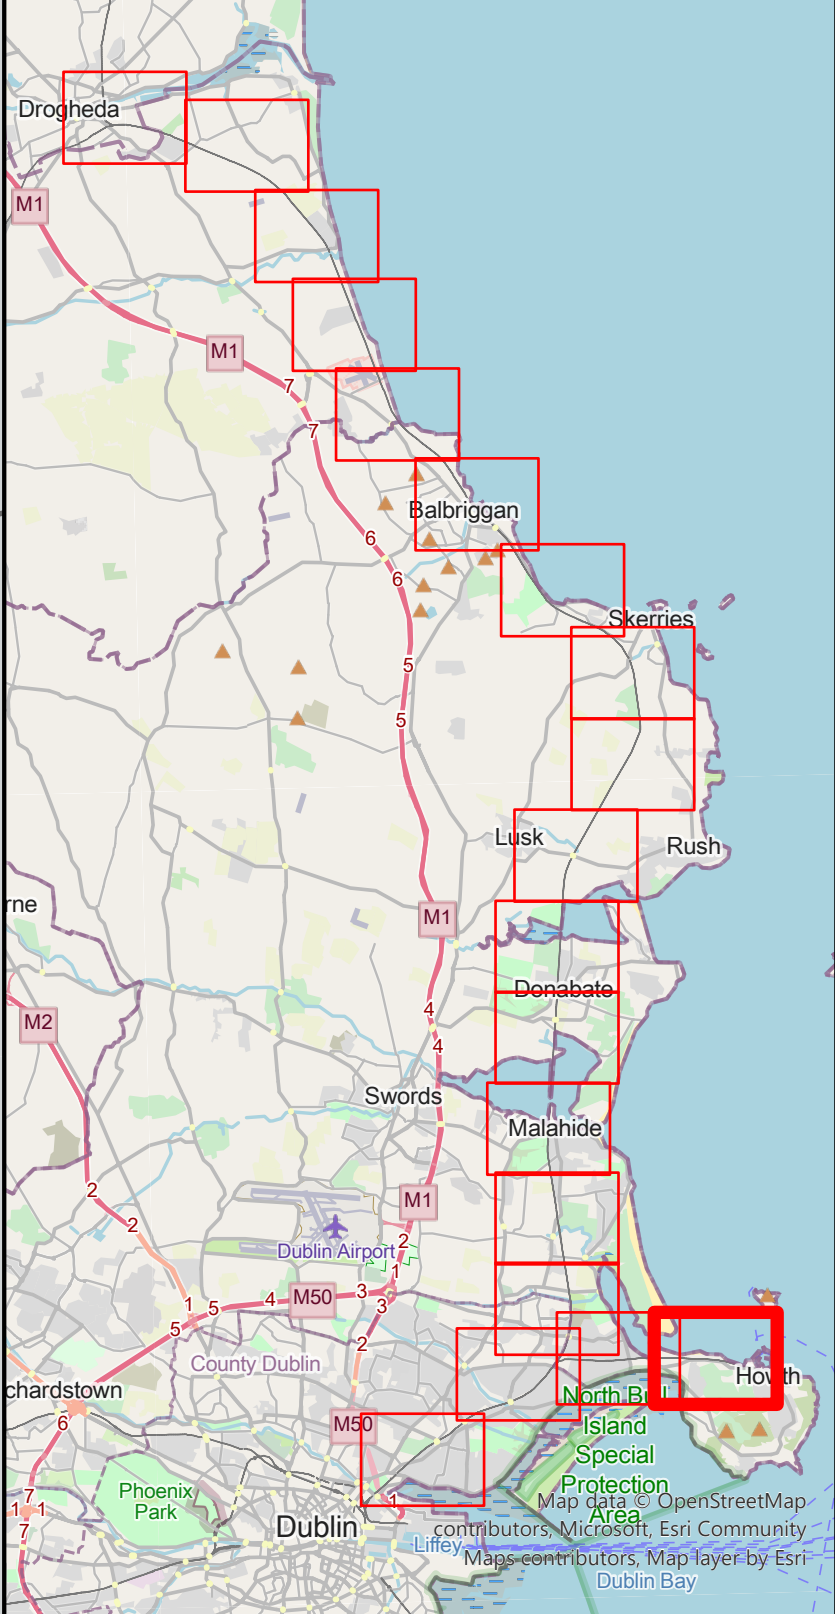 Drogheda
M1
M1
7
7
Balbriggan
6
6
Skerries
5
5
Lusk
Rush
rne
M1
Donabate
4
M2
4
Swords
Malahide
2
M1
2
Dublin Airport
2
1
M50
3
4
1
5
3
5
2
County Dublin
Howth
chardstown
North Bull
Island
Special
Protection
Area
6
M50
Phoenix
Park
7
1
1
7
1
Dublin
Liffey
Map data © OpenStreetMap
contributors, Microsoft, Esri Community
Maps contributors, Map layer by Esri
Dublin Bay